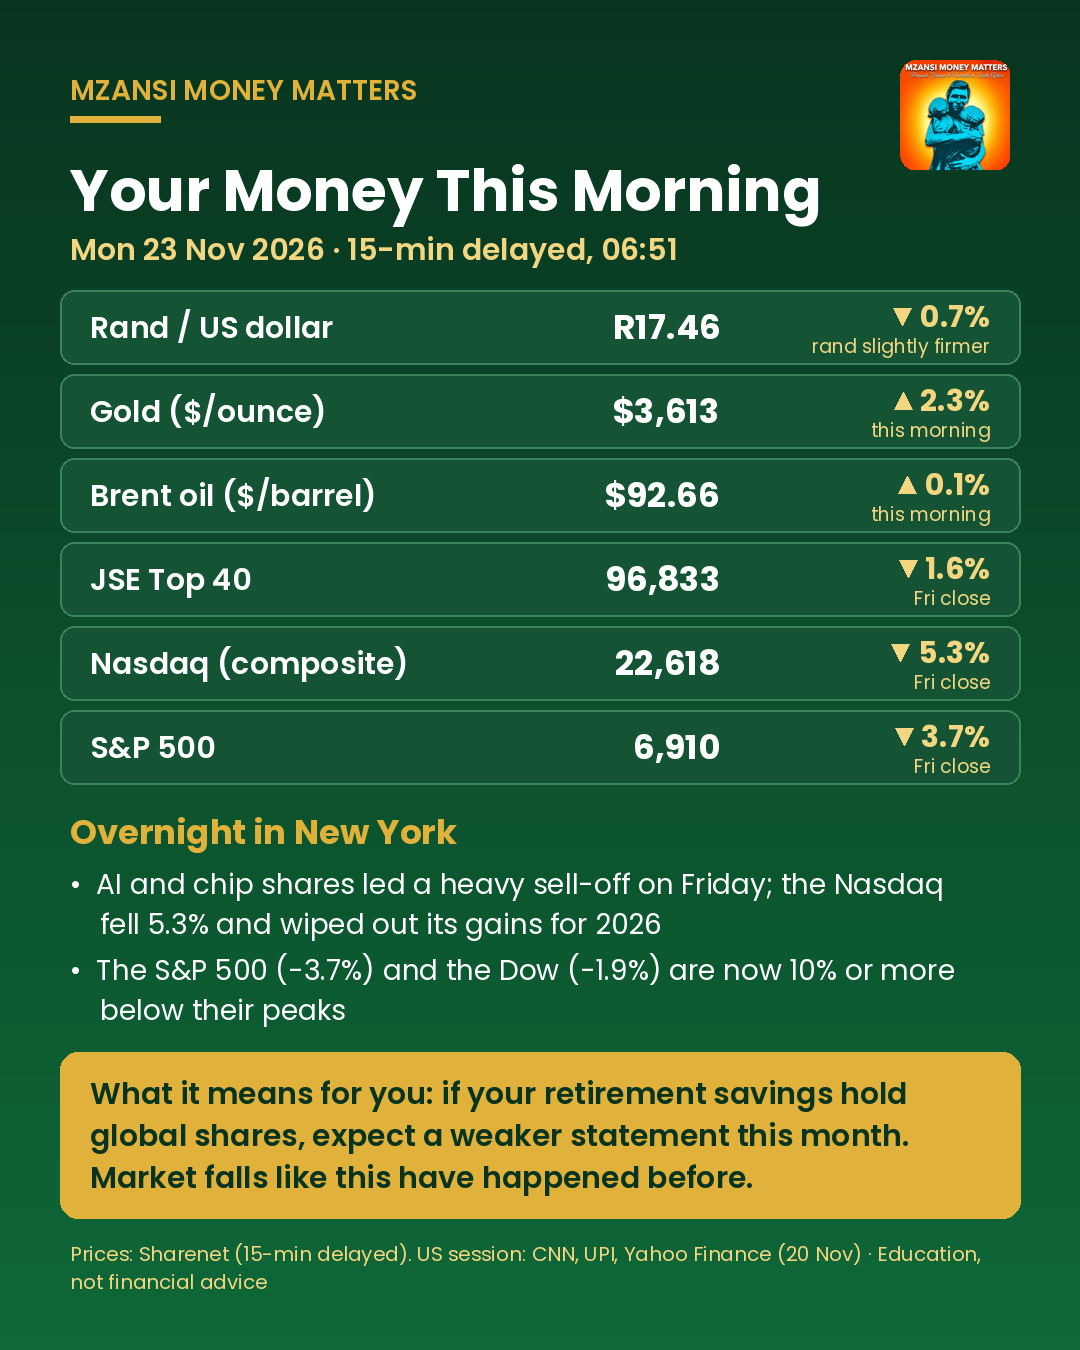 MZANSI MONEY MATTERS
MZANSI MONEY MATTERS
Your Money This Morning
Mon 23 Nov 2026 · 15-min delayed, 06:51
Rand / US dollar R17.46 ▼ 0.7%
rand slightly firmer
Gold ($/ounce) $3,613 ▲ 2.3%
this morning
Brent oil ($/barrel) $92.66 ▲ 0.1%
this morning
JSE Top 40 96,833 ▼ 1.6%
Fri close
Nasdaq (composite) 22,618 ▼ 5.3%
Fri close
S&P 500 6,910 ▼ 3.7%
Fri close
Overnight in New York
• AI and chip shares led a heavy sell-off on Friday; the Nasdaq
fell 5.3% and wiped out its gains for 2026
• The S&P 500 (-3.7%) and the Dow (-1.9%) are now 10% or more
below their peaks
What it means for you: if your retirement savings hold
global shares, expect a weaker statement this month.
Market falls like this have happened before.
Prices: Sharenet (15-min delayed). US session: CNN, UPI, Yahoo Finance (20 Nov) · Education,
not financial advice